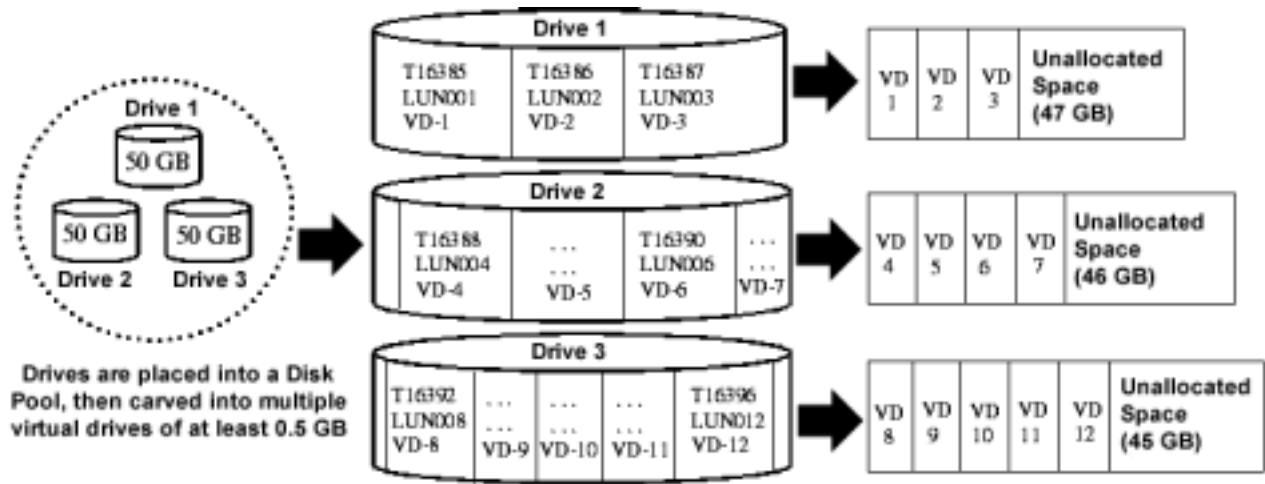 Drive 1
50 GB
50 GB
50 GB
Drive 2
Drive 3
Drives are placed into a Disk
Pool, then carved into multiple
virtual drives of at least 0.5 GB
Drive 1
T16385
LUN001
VD-1
T16386
LUN002
VD-2
T16387
LUN003
VD-3
VD
1
VD
2
VD
3
Unallocated
Space
(47 GB)
Drive 2
T16388
LUN004
VD-4
...
...
VD-5
T16390
LUN006
VD-6
...
...
VD-7
VD
4
VD
5
VD
6
VD
7
Unallocated
Space
(46 GB)
Drive 3
T16392
LUN008
VD-8
...
...
VD-9
...
...
VD-10
...
...
VD-11
T16396
LUN012
VD-12
VD
8
VD
9
VD
10
VD
11
VD
12
Unallocated
Space
(45 GB)